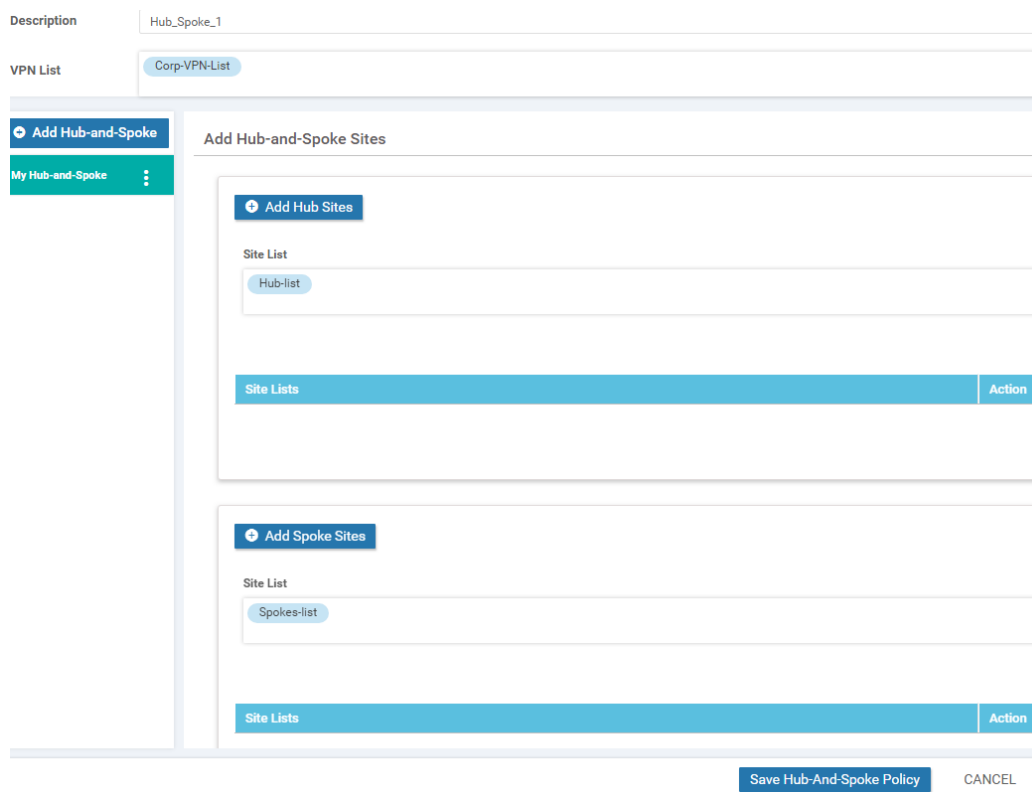 Description
Hub_Spoke_1
VPN List
Corp-VPN-List
Add Hub-and-Spoke
My Hub-and-Spoke
Add Hub-and-Spoke Sites
Add Hub Sites
Site List
Hub-list
Site Lists Action
Add Spoke Sites
Site List
Spokes-list
Site Lists Action
Save Hub-And-Spoke Policy CANCEL